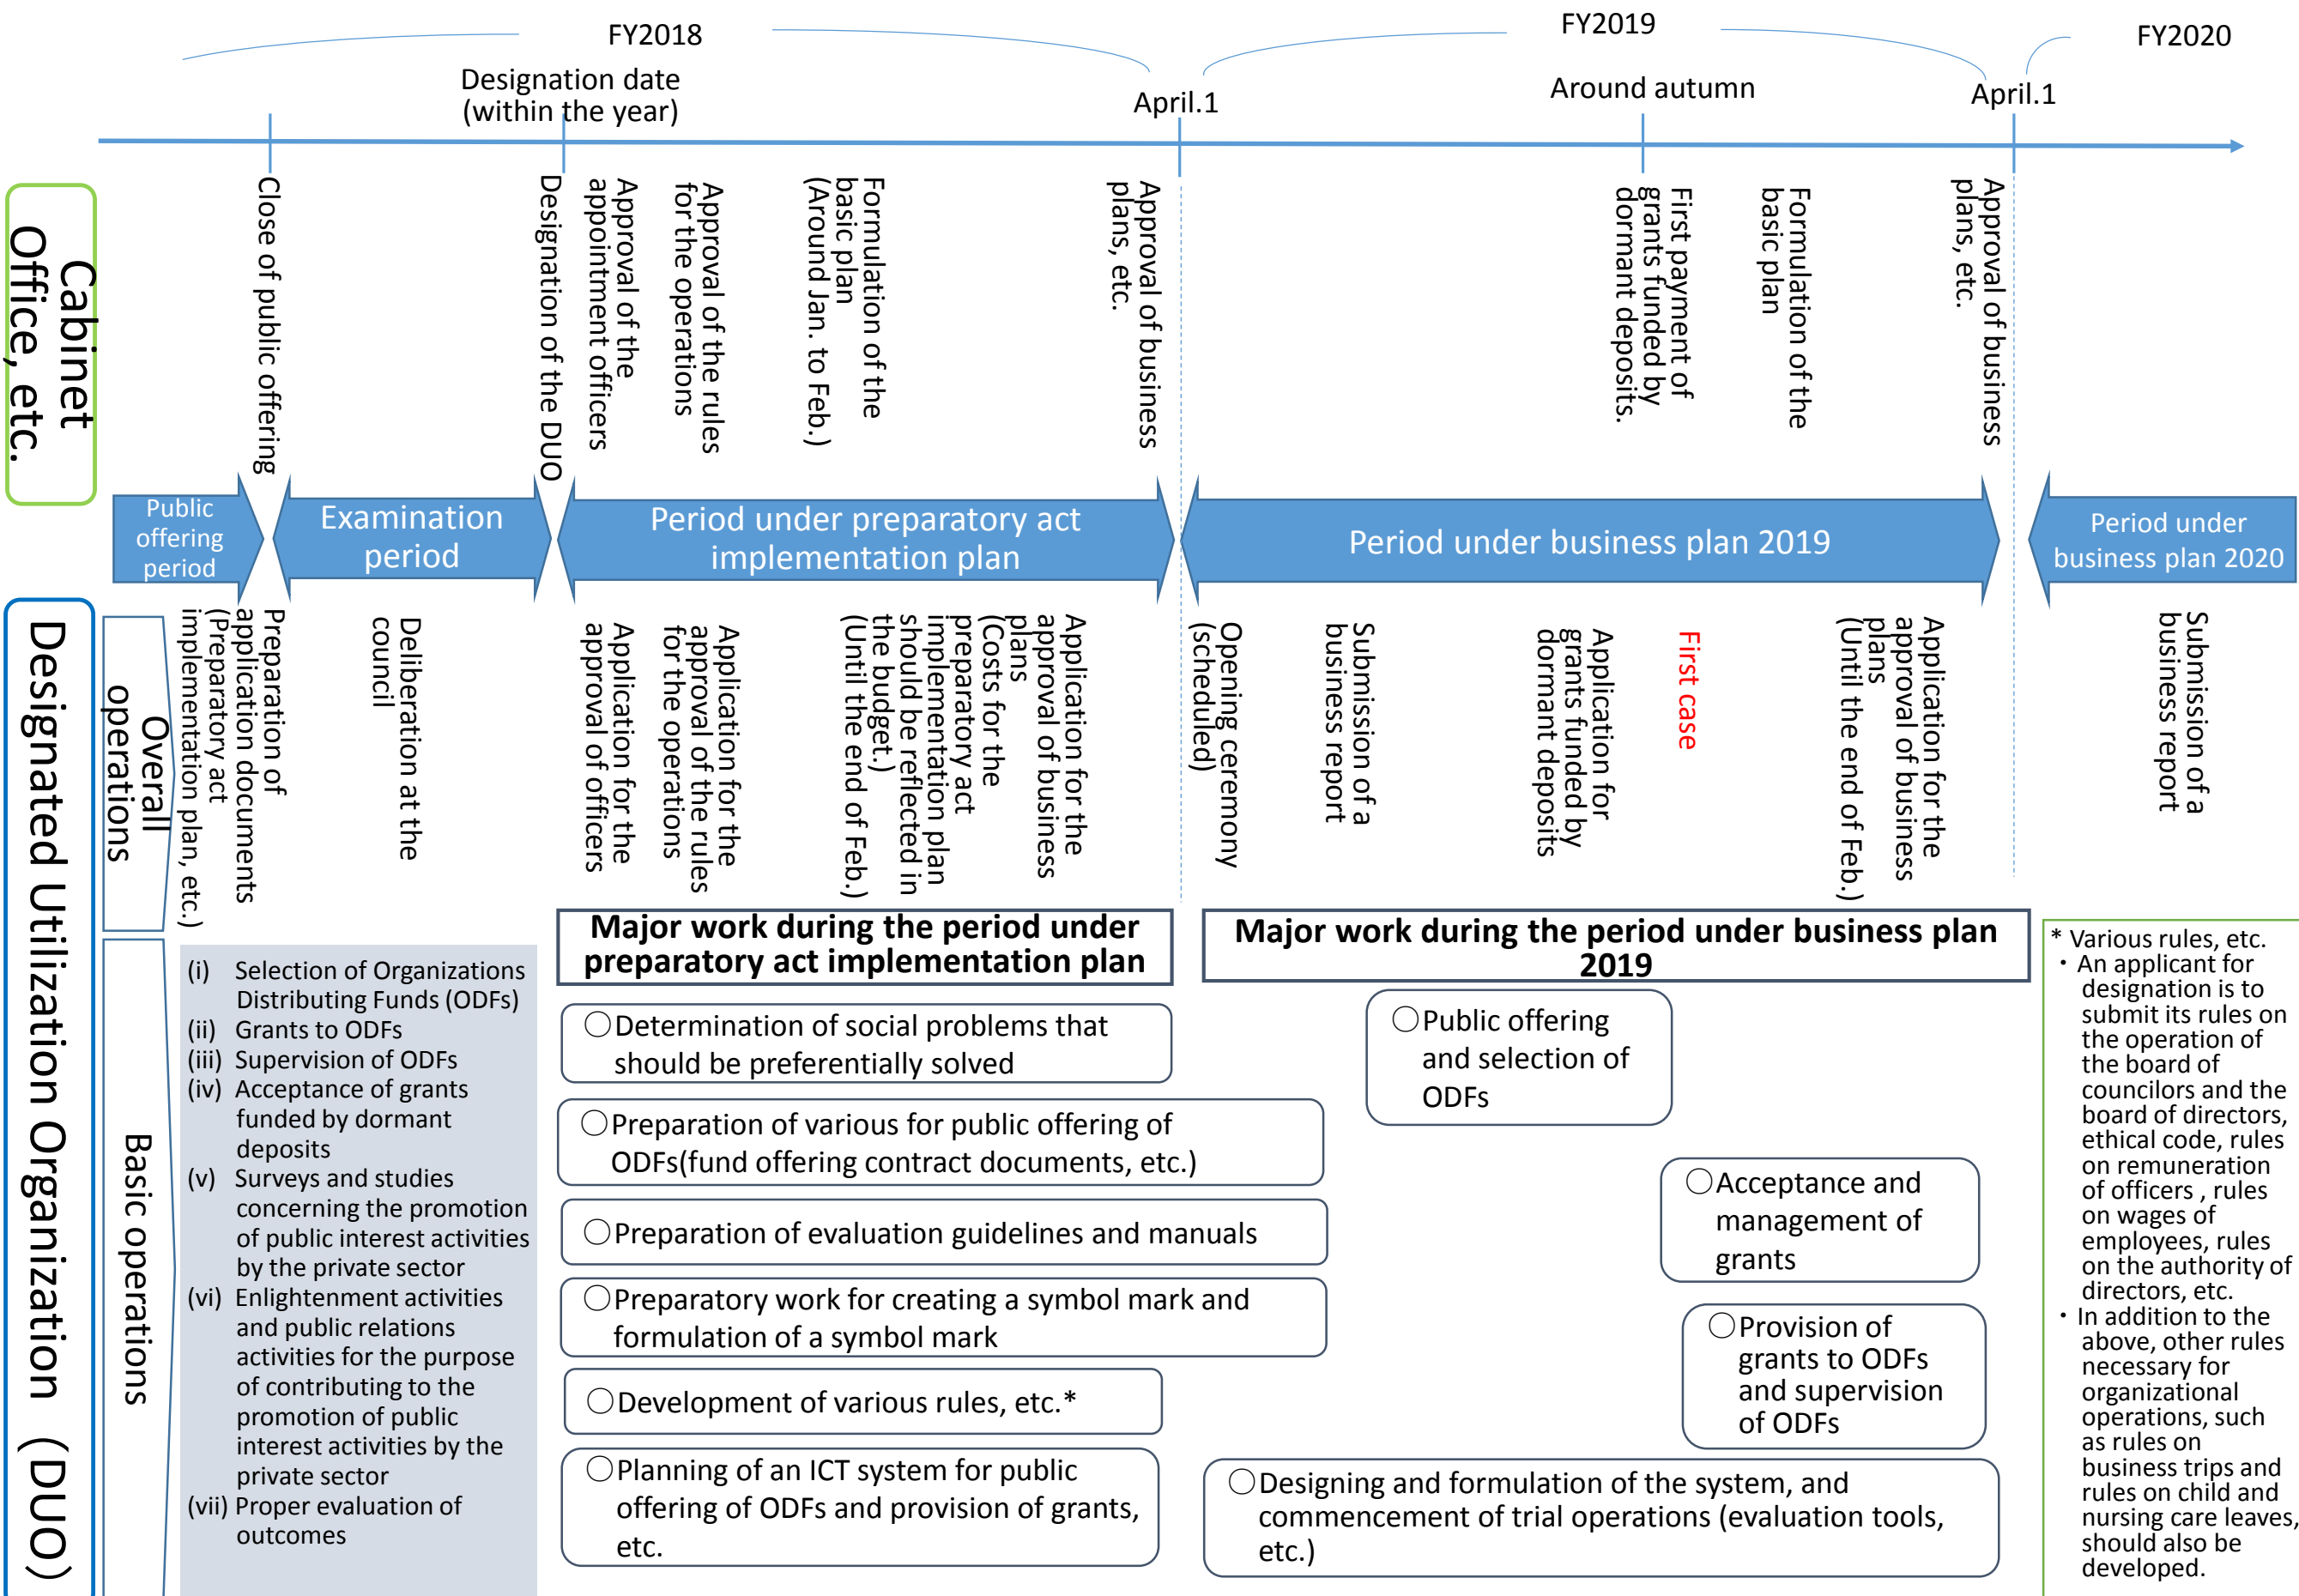 FY2018
FY2019
FY2020
Designation date
(within the year)
April.1
Around autumn
April.1
Cabinet
Office, etc.
Close of public offering
Designation of the DUO
Approval of the
appointment officers
Approval of the rules
for the operations
Formulation of the
basic plan
(Around Jan. to Feb.)
Approval of business
plans, etc.
First payment of
grants funded by
dormant deposits.
Formulation of the
basic plan
Approval of business
plans, etc.
Public
offering
period
Examination
period
Period under preparatory act
implementation plan
Period under business plan 2019
Period under
business plan 2020
Designated Utilization Organization (DUO)
Overall
operations
Preparation of
application documents
(Preparatory act
implementation plan, etc.)
Deliberation at the
council
Application for the
approval of officers
Application for the
approval of the rules
for the operations
Application for the
approval of business
plans
(Costs for the
preparatory act
implementation plan
should be reflected in
the budget.)
(Until the end of Feb.)
Opening ceremony
(scheduled)
Submission of a
business report
Application for
grants funded by
dormant deposits
First case
Application for the
approval of business
plans
(Until the end of Feb.)
Submission of a
business report
Basic operations
(i) Selection of Organizations
Distributing Funds (ODFs)
(ii) Grants to ODFs
(iii) Supervision of ODFs
(iv) Acceptance of grants
funded by dormant
deposits
(v) Surveys and studies
concerning the promotion
of public interest activities
by the private sector
(vi) Enlightenment activities
and public relations
activities for the purpose
of contributing to the
promotion of public
interest activities by the
private sector
(vii) Proper evaluation of
outcomes
Major work during the period under
preparatory act implementation plan
○Determination of social problems that
should be preferentially solved
○Preparation of various for public offering of
ODFs(fund offering contract documents, etc.)
○Preparation of evaluation guidelines and manuals
○Preparatory work for creating a symbol mark and
formulation of a symbol mark
○Development of various rules, etc.*
○Planning of an ICT system for public
offering of ODFs and provision of grants,
etc.
Major work during the period under business plan
2019
○Public offering
and selection of
ODFs
○Acceptance and
management of
grants
○Provision of
grants to ODFs
and supervision
of ODFs
○Designing and formulation of the system, and
commencement of trial operations (evaluation tools,
etc.)
* Various rules, etc.
・An applicant for
designation is to
submit its rules on
the operation of
the board of
councilors and the
board of directors,
ethical code, rules
on remuneration
of officers , rules
on wages of
employees, rules
on the authority of
directors, etc.
・In addition to the
above, other rules
necessary for
organizational
operations, such
as rules on
business trips and
rules on child and
nursing care leaves,
should also be
developed.